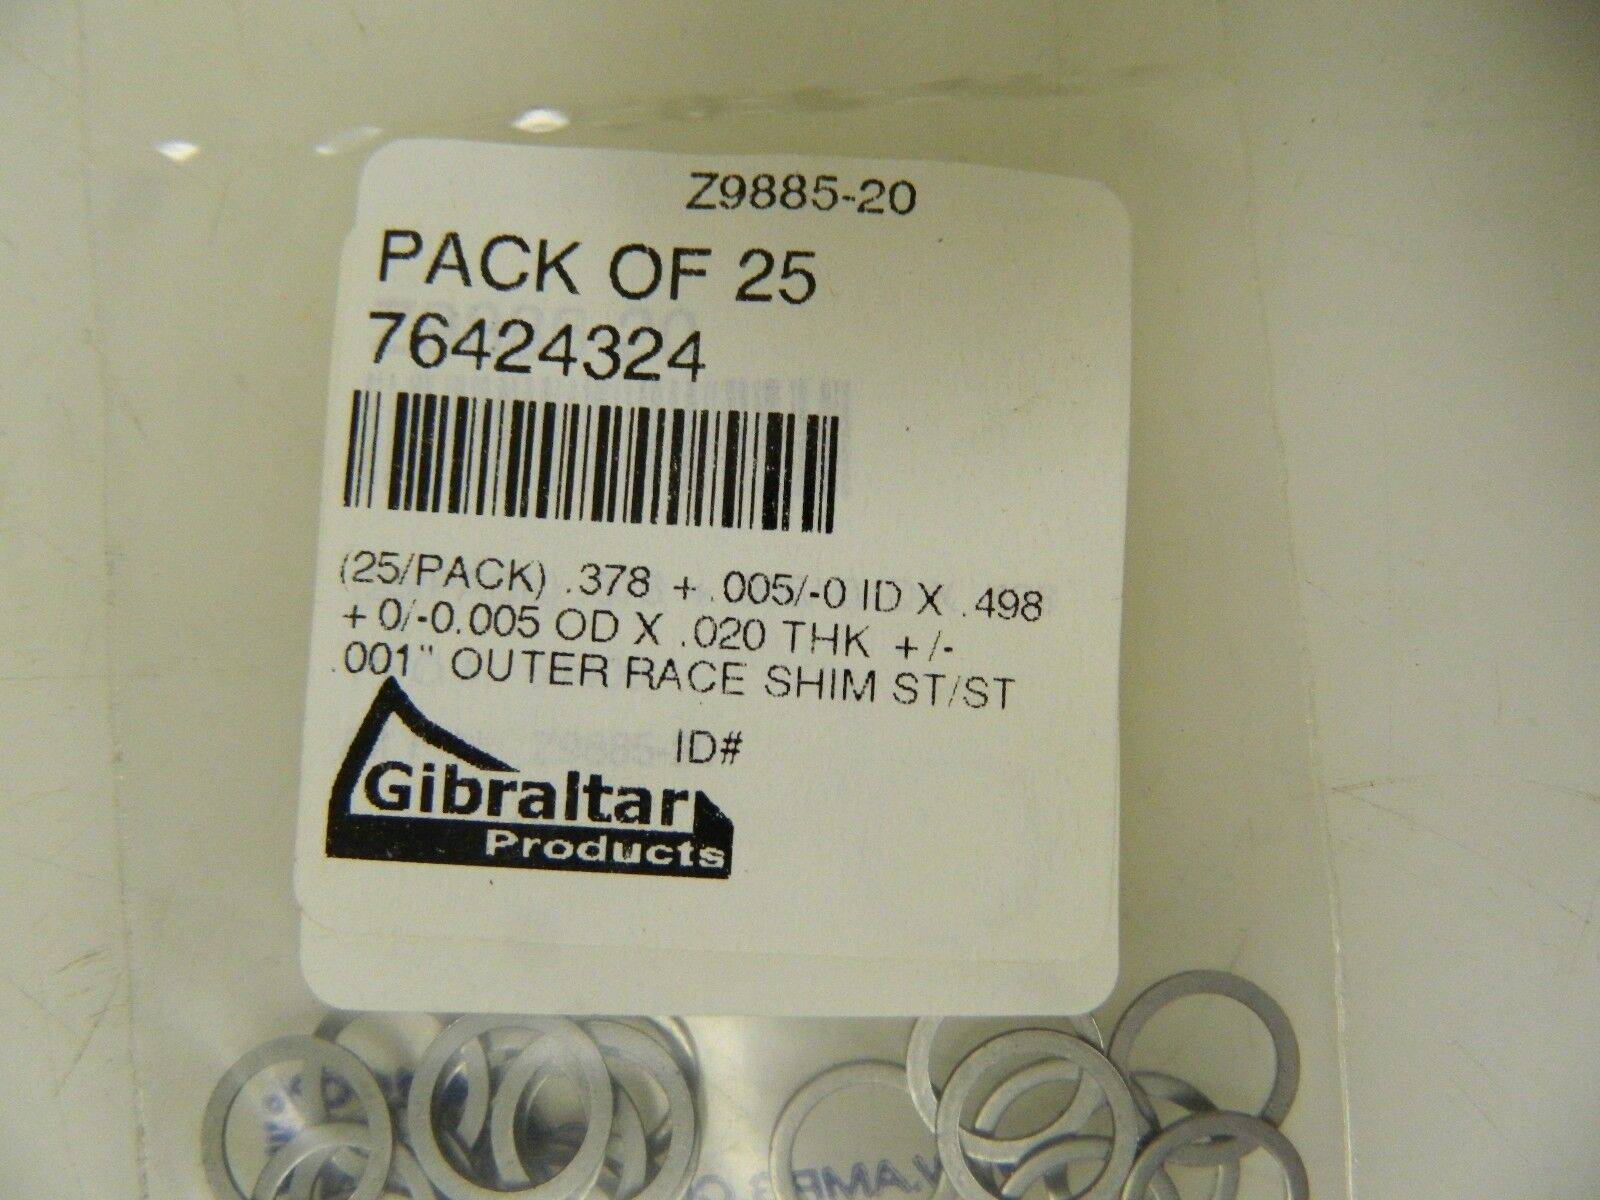 Z9885-20
PACK OF 25
76424324
(25/PACK) .378 + .005/-0 ID X .498
+ 0/-0.005 OD X .020 THK +/-
.001" OUTER RACE SHIM ST/ST
ID#
Gibraltar
Products